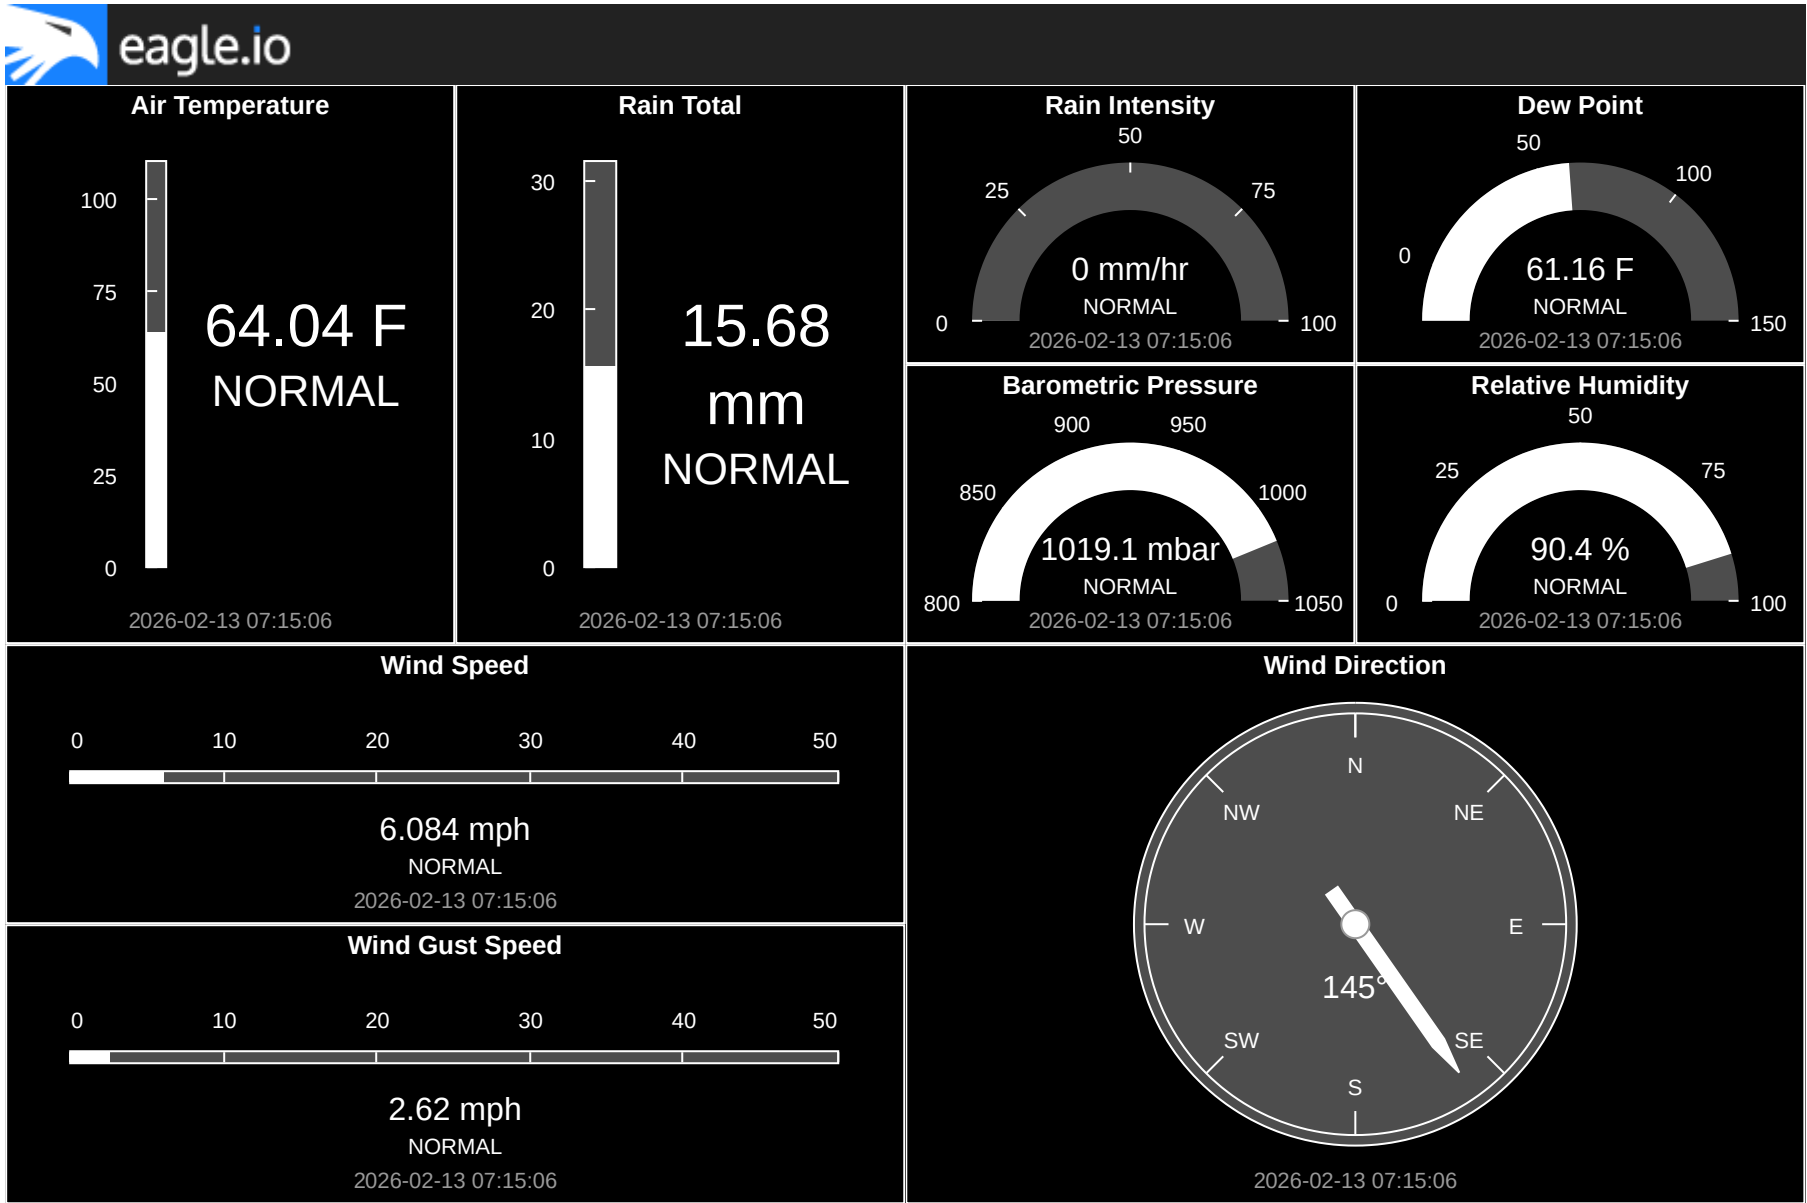 eagle.io
Air Temperature
100
75
50
25
0
64.04 F
NORMAL
2026-02-13 07:15:06
Rain Total
30
20
10
0
15.68
mm
NORMAL
2026-02-13 07:15:06
Rain Intensity
0
25
50
75
100
0 mm/hr
NORMAL
2026-02-13 07:15:06
Dew Point
0
50
100
150
61.16 F
NORMAL
2026-02-13 07:15:06
Barometric Pressure
800
850
900
950
1000
1050
1019.1 mbar
NORMAL
2026-02-13 07:15:06
Relative Humidity
0
25
50
75
100
90.4 %
NORMAL
2026-02-13 07:15:06
Wind Speed
0 10 20 30 40 50
6.084 mph
NORMAL
2026-02-13 07:15:06
Wind Gust Speed
0 10 20 30 40 50
2.62 mph
NORMAL
2026-02-13 07:15:06
Wind Direction
N
NW NE
W E
145°
SW SE
S
2026-02-13 07:15:06